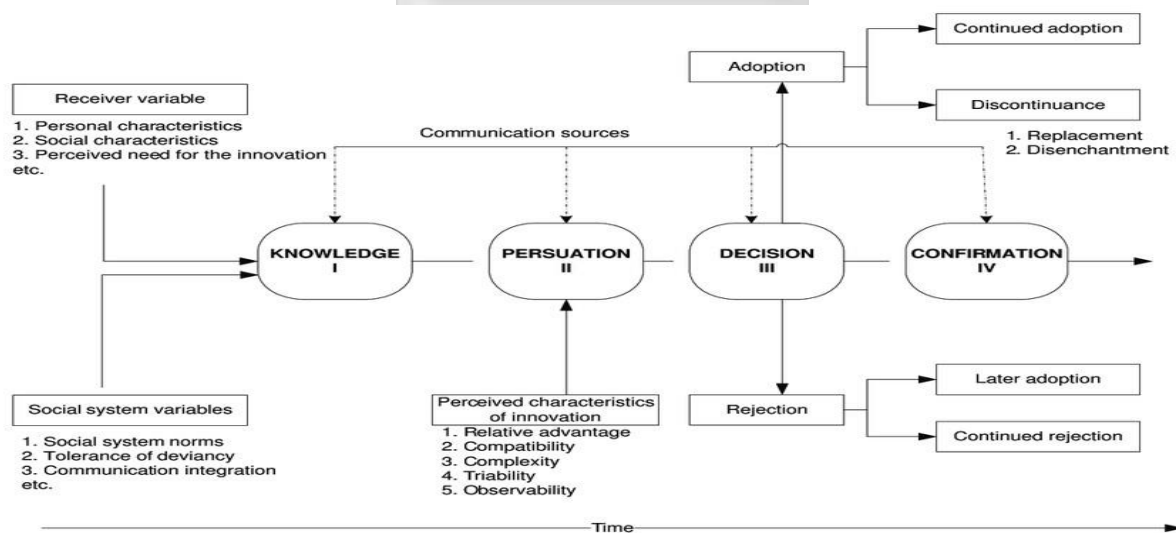 Receiver variable
1. Personal characteristics
2. Social characteristics
3. Perceived need for the innovation
etc.
Communication sources
Adoption
Continued adoption
Discontinuance
1. Replacement
2. Disenchantment
KNOWLEDGE
I
PERSUATION
II
DECISION
III
CONFIRMATION
IV
Social system variables
1. Social system norms
2. Tolerance of deviancy
3. Communication integration
etc.
Perceived characteristics
of innovation
1. Relative advantage
2. Compatibility
3. Complexity
4. Triability
5. Observability
Rejection
Later adoption
Continued rejection
Time